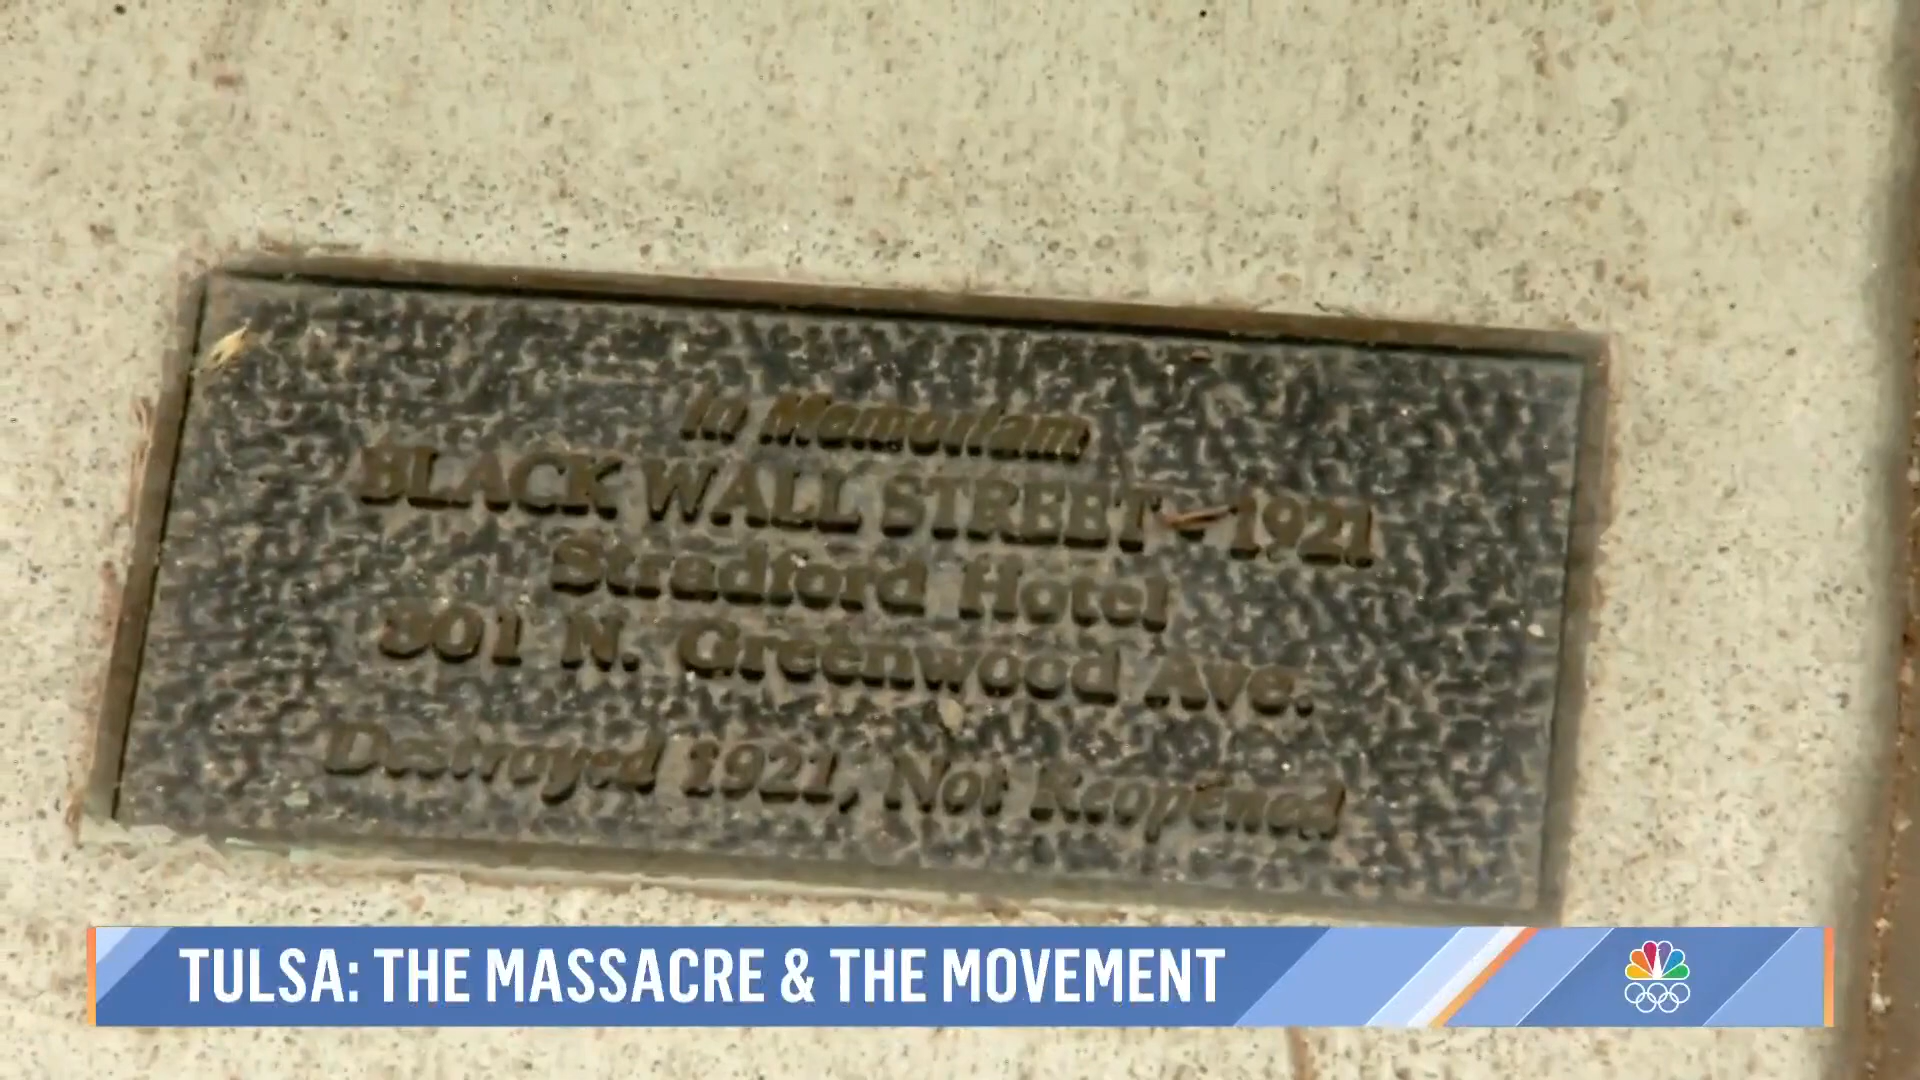 In Memoriam
BLACK WALL STREET - 1921
Stradford Hotel
301 N. Greenwood Ave.
Destroyed 1921, Not Reopened
TULSA: THE MASSACRE & THE MOVEMENT